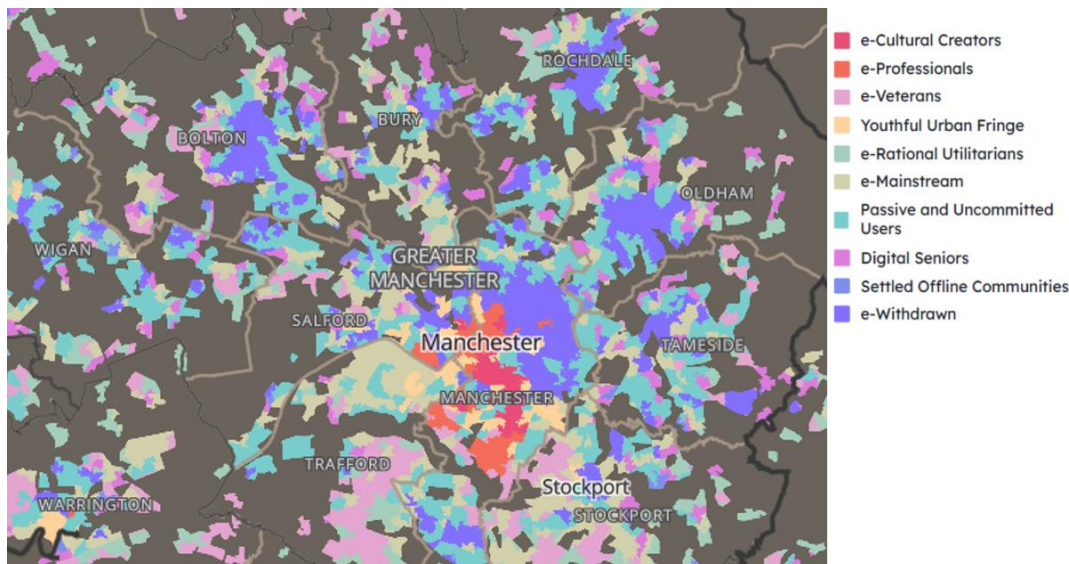 ROCHDALE
BURY
BOLTON
OLDHAM
WIGAN
GREATER
MANCHESTER
SALFORD
Manchester
TAMESIDE
MANCHESTER
TRAFFORD
Stockport
WARRINGTON
STOCKPORT
e-Cultural Creators
e-Professionals
e-Veterans
Youthful Urban Fringe
e-Rational Utilitarians
e-Mainstream
Passive and Uncommitted
Users
Digital Seniors
Settled Offline Communities
e-Withdrawn